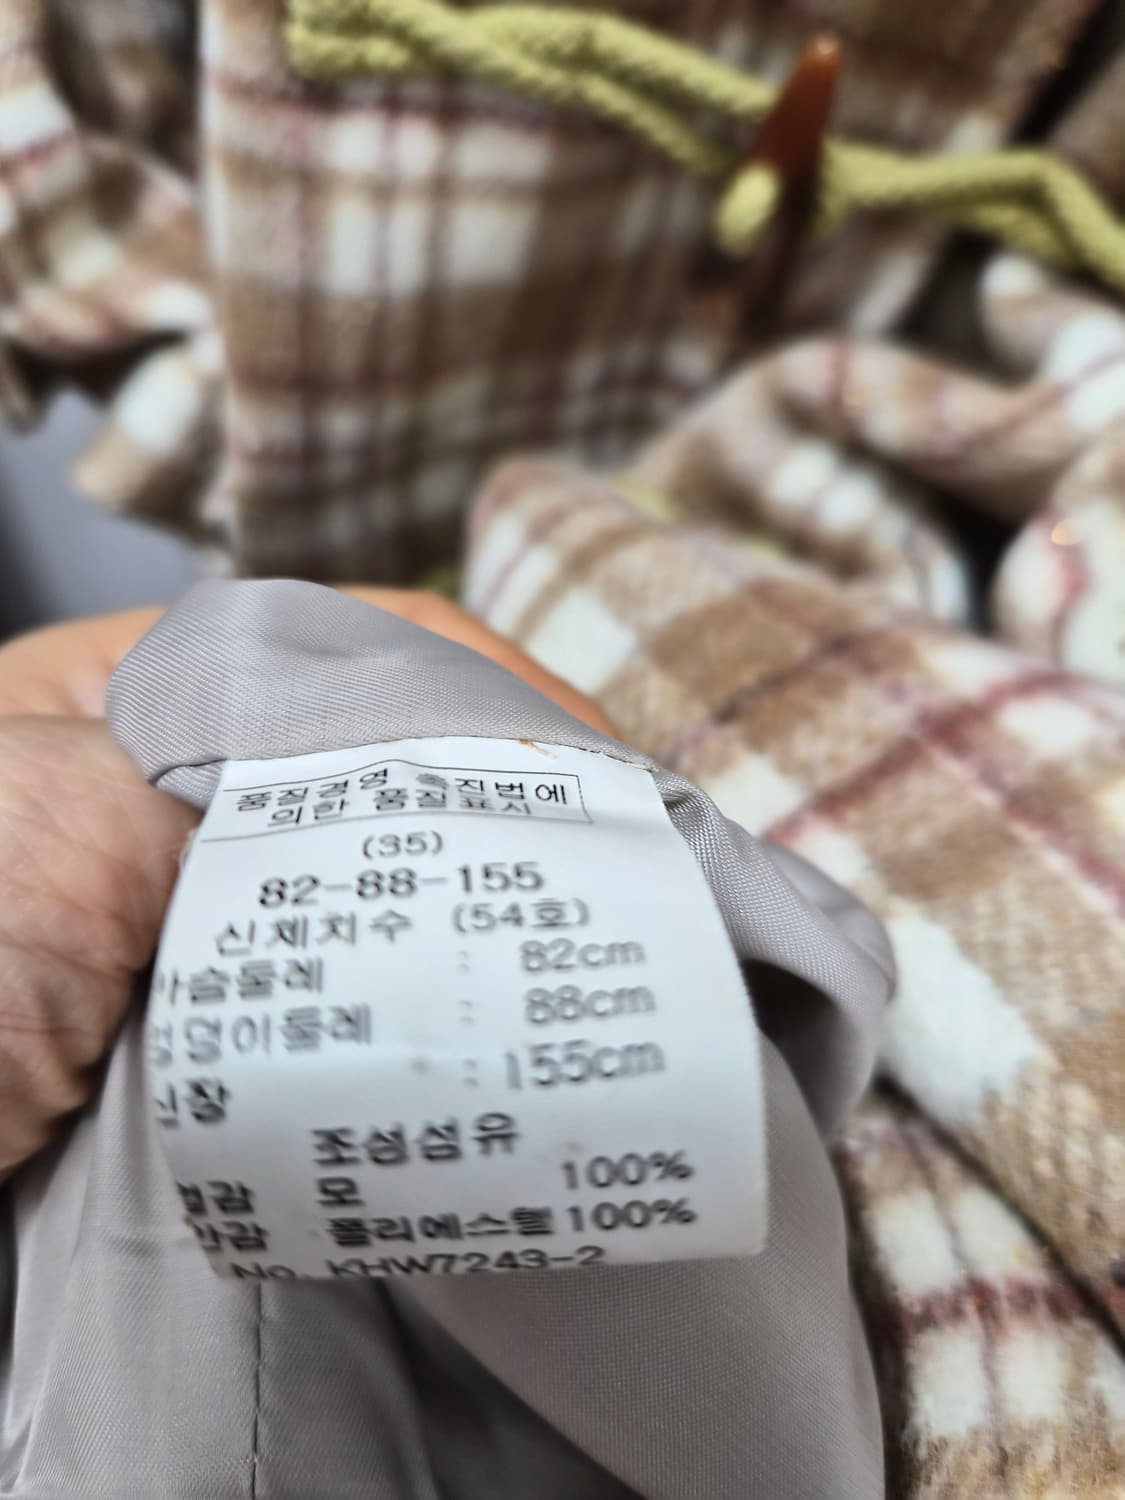 품질경영 촉진법에
의한 품질표시
(35)
82-88-155
신체치수 (54호)
가슴둘레 : 82cm
엉덩이둘레 : 88cm
신장 : 155cm
조성섬유
겉감 모 100%
안감 폴리에스텔 100%
No. KHW7243-2